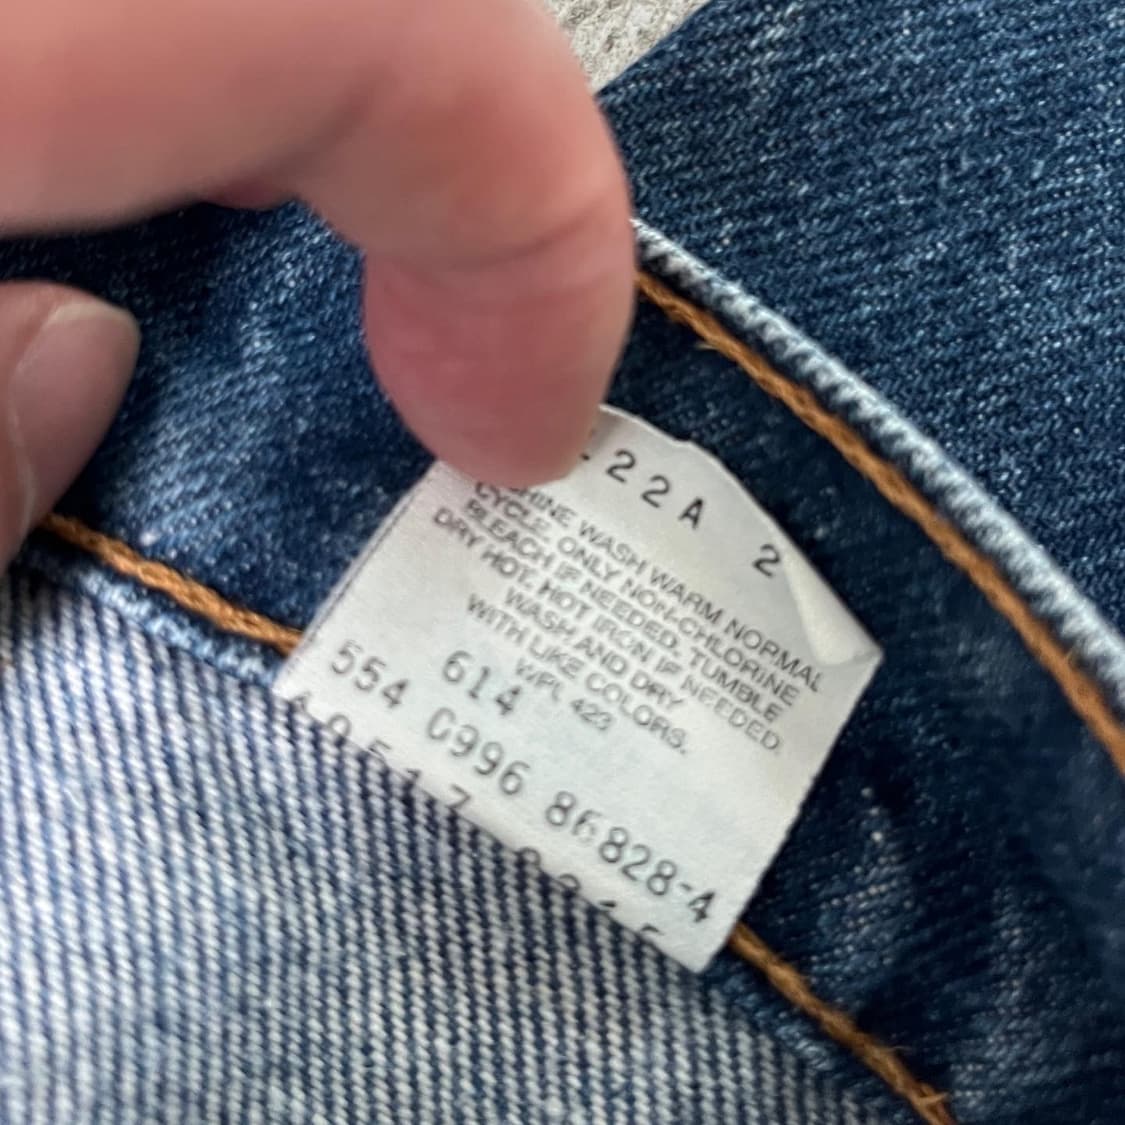 22A 2
HINE WASH WARM NORMAL
CYCLE. ONLY NON-CHLORINE
BLEACH IF NEEDED. TUMBLE
DRY HOT. HOT IRON IF NEEDED.
WASH AND DRY
WITH LIKE COLORS.
WPL 423
614
554 C996 86828-4